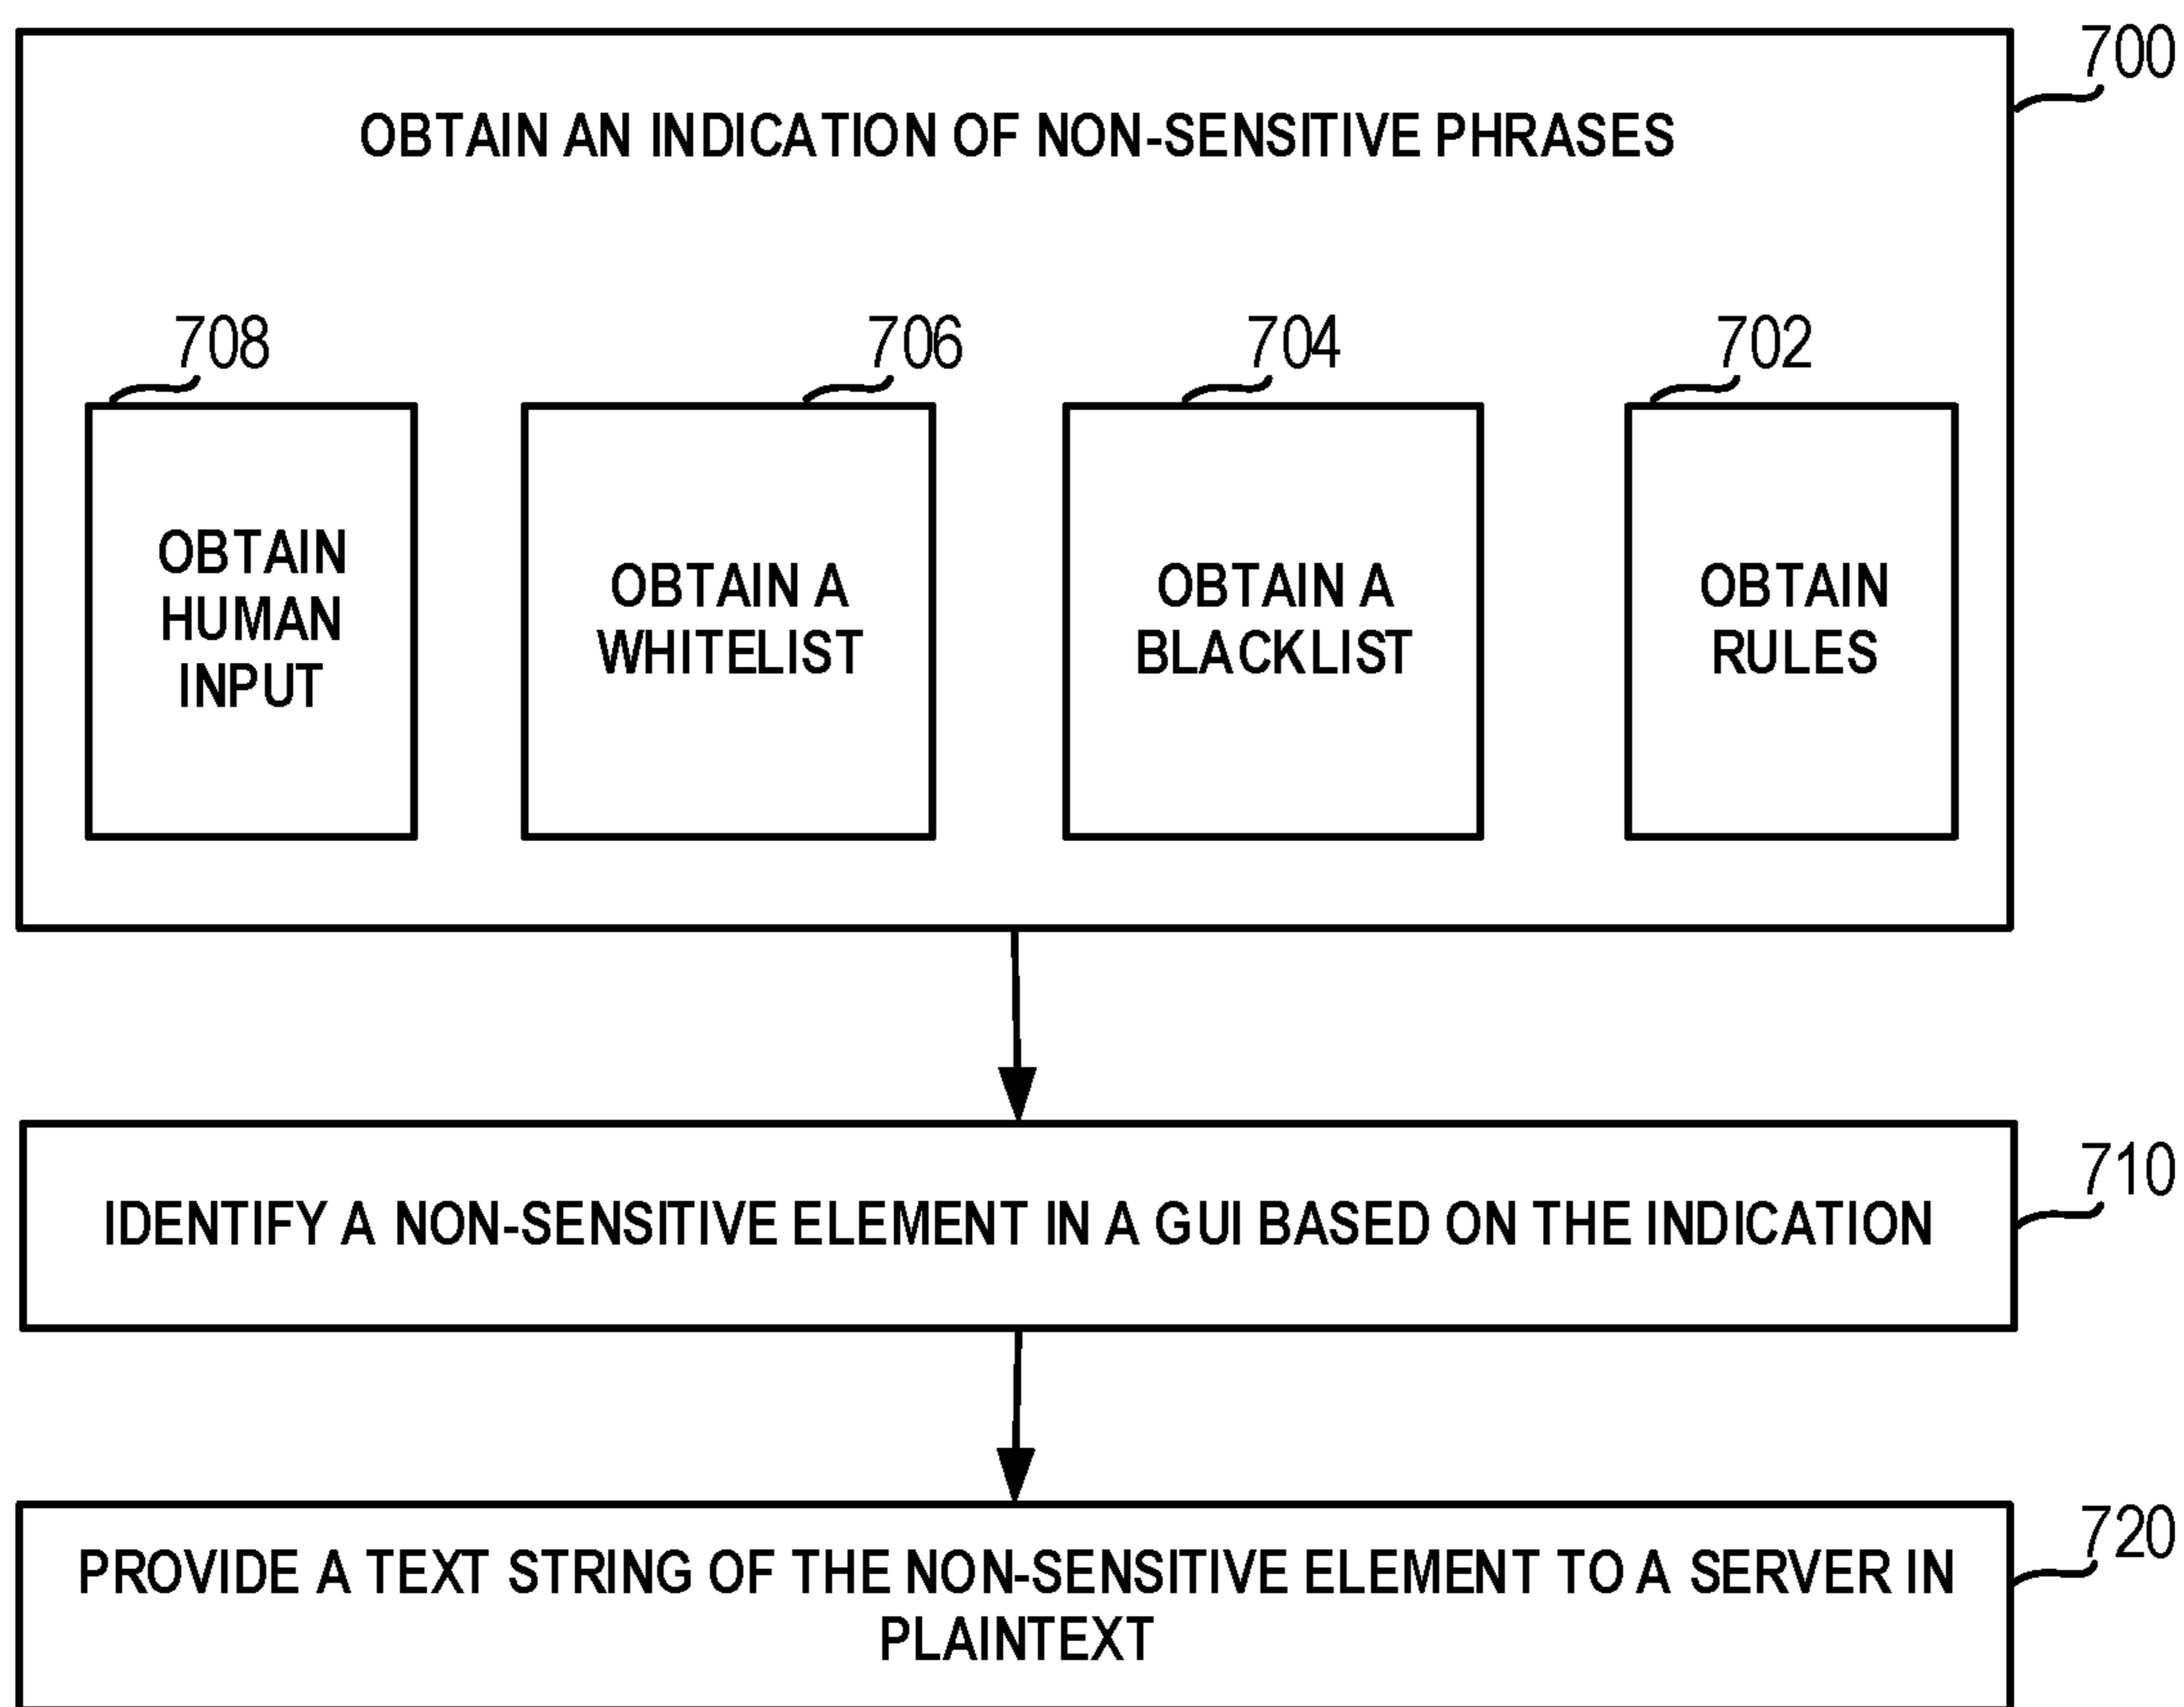 700
OBTAIN AN INDICATION OF NON-SENSITIVE PHRASES
708
706
704
702
OBTAIN
HUMAN
INPUT
OBTAIN A
WHITELIST
OBTAIN A
BLACKLIST
OBTAIN
RULES
710
IDENTIFY A NON-SENSITIVE ELEMENT IN A GUI BASED ON THE INDICATION
720
PROVIDE A TEXT STRING OF THE NON-SENSITIVE ELEMENT TO A SERVER IN
PLAINTEXT